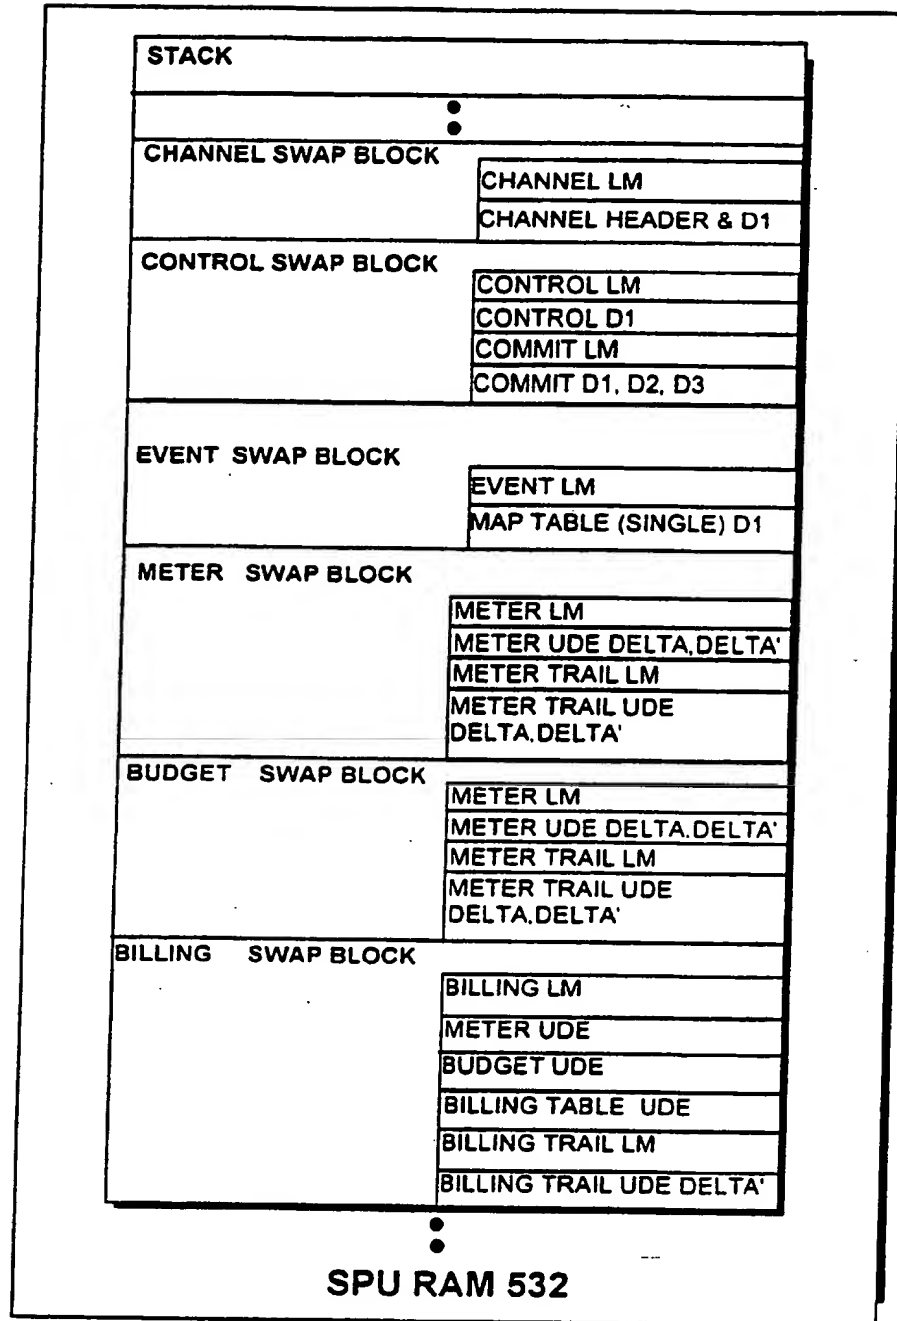 STACK
CHANNEL SWAP BLOCK
CHANNEL LM
CHANNEL HEADER & D1
CONTROL SWAP BLOCK
CONTROL LM
CONTROL D1
COMMIT LM
COMMIT D1, D2, D3
EVENT SWAP BLOCK
EVENT LM
MAP TABLE (SINGLE) D1
METER SWAP BLOCK
METER LM
METER UDE DELTA,DELTA'
METER TRAIL LM
METER TRAIL UDE
DELTA,DELTA'
BUDGET SWAP BLOCK
METER LM
METER UDE DELTA,DELTA'
METER TRAIL LM
METER TRAIL UDE
DELTA,DELTA'
BILLING SWAP BLOCK
BILLING LM
METER UDE
BUDGET UDE
BILLING TABLE UDE
BILLING TRAIL LM
BILLING TRAIL UDE DELTA'
SPU RAM 532